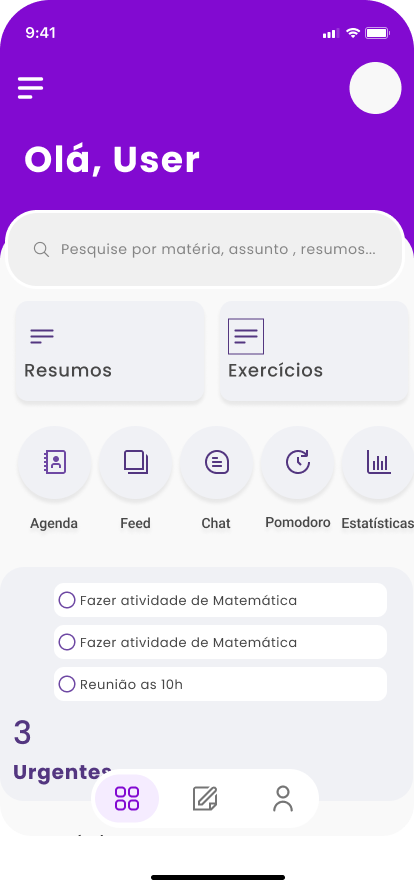 9:41
Olá, User
Pesquise por matéria, assunto , resumos...
Resumos
Exercícios
Agenda
Feed
Chat
Pomodoro
Estatísticas
Fazer atividade de Matemática
Fazer atividade de Matemática
Reunião as 10h
3
Urgentes